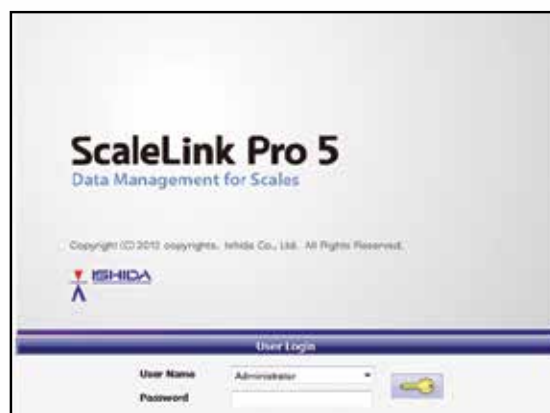 ScaleLink Pro 5
Data Management for Scales
Copyright (C) 2012 copyrights. Ishida Co., Ltd. All Rights Reserved.
ISHIDA
User Login
User Name Administrator
Password